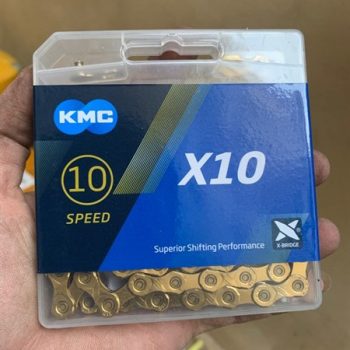 KMC
10
SPEED
X10
Superior Shifting Performance
X-BRIDGE